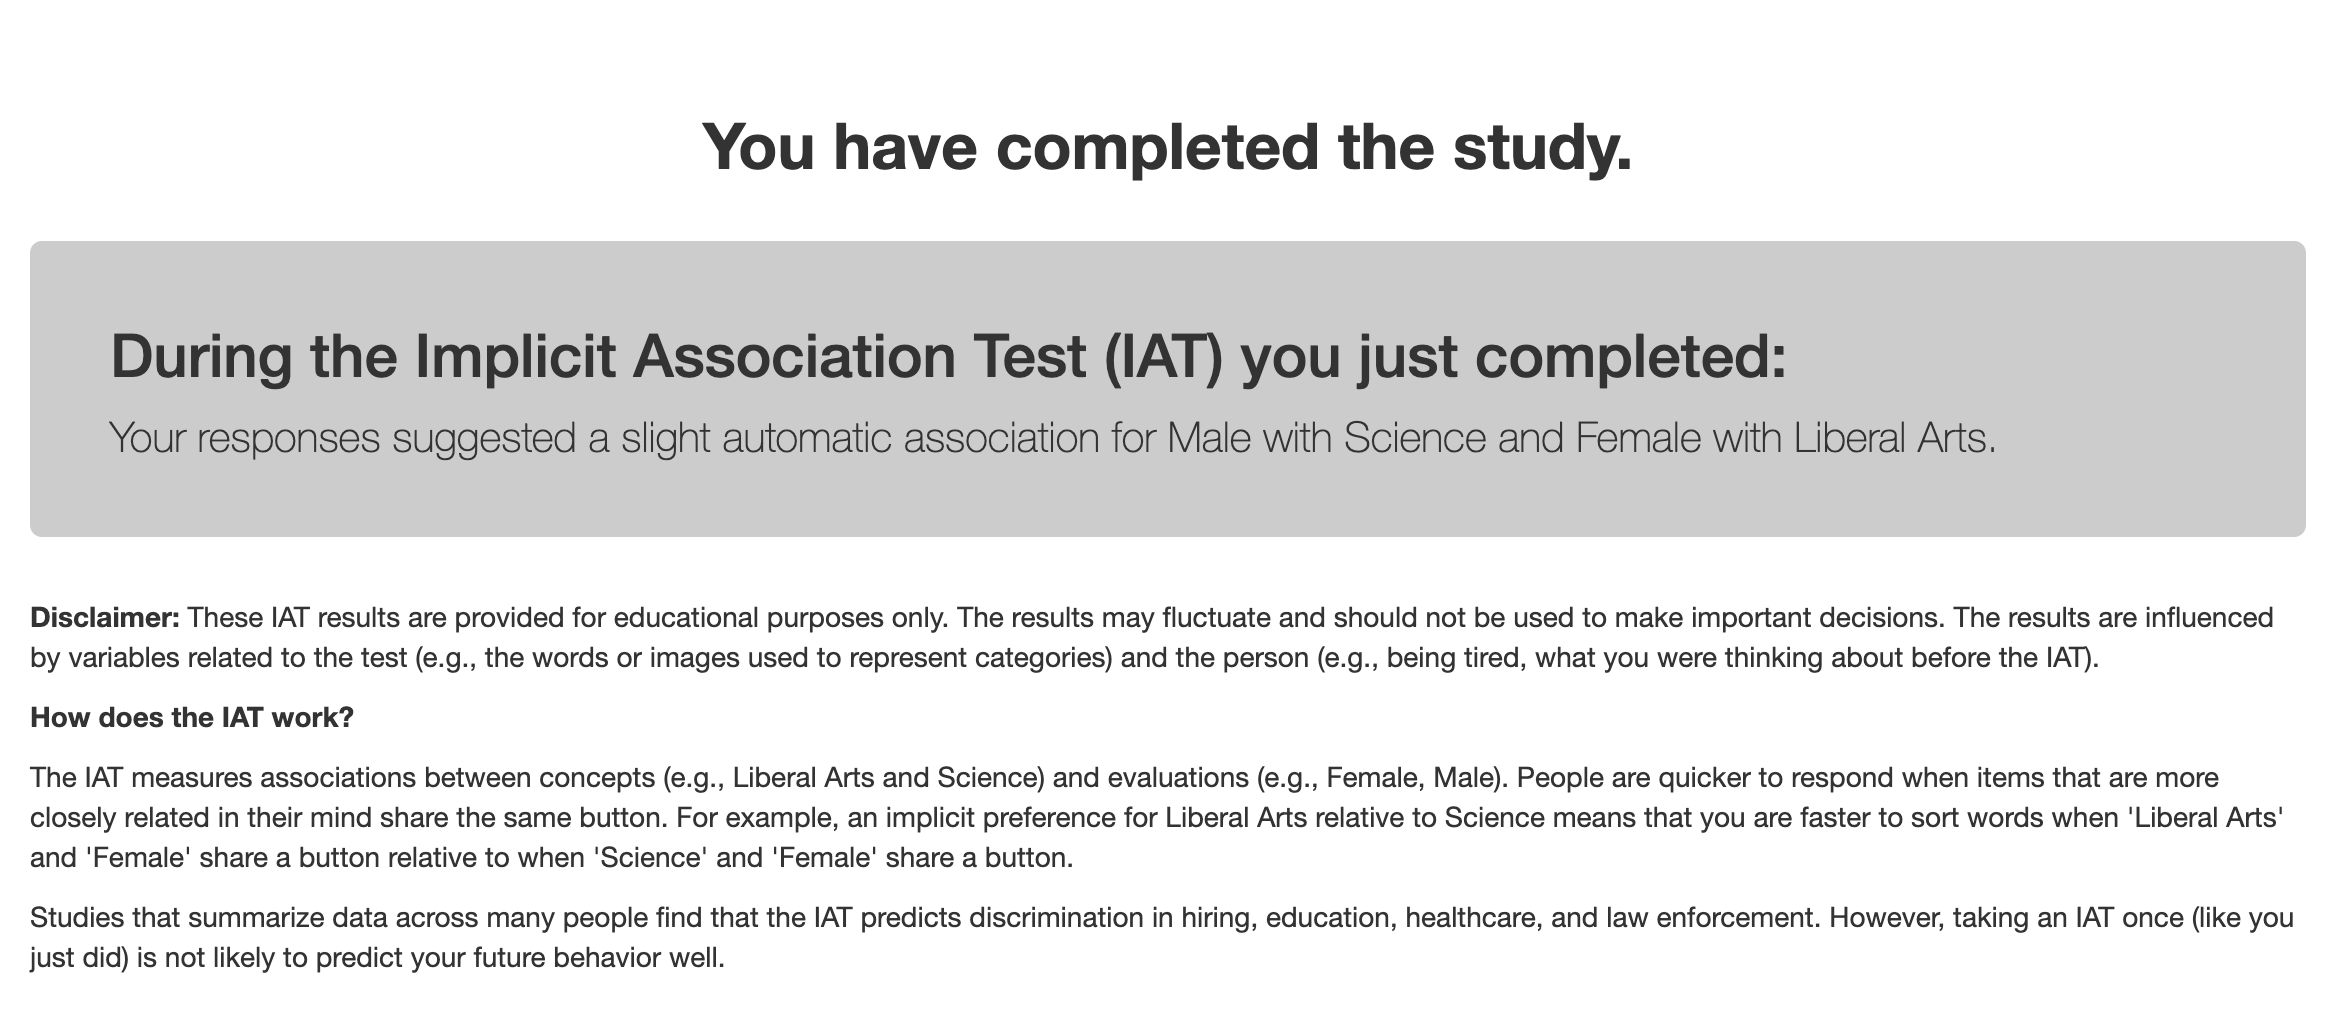 You have completed the study.
During the Implicit Association Test (IAT) you just completed:
Your responses suggested a slight automatic association for Male with Science and Female with Liberal Arts.
Disclaimer: These IAT results are provided for educational purposes only. The results may fluctuate and should not be used to make important decisions. The results are influenced
by variables related to the test (e.g., the words or images used to represent categories) and the person (e.g., being tired, what you were thinking about before the IAT).
How does the IAT work?
The IAT measures associations between concepts (e.g., Liberal Arts and Science) and evaluations (e.g., Female, Male). People are quicker to respond when items that are more
closely related in their mind share the same button. For example, an implicit preference for Liberal Arts relative to Science means that you are faster to sort words when 'Liberal Arts'
and 'Female' share a button relative to when 'Science' and 'Female' share a button.
Studies that summarize data across many people find that the IAT predicts discrimination in hiring, education, healthcare, and law enforcement. However, taking an IAT once (like you
just did) is not likely to predict your future behavior well.